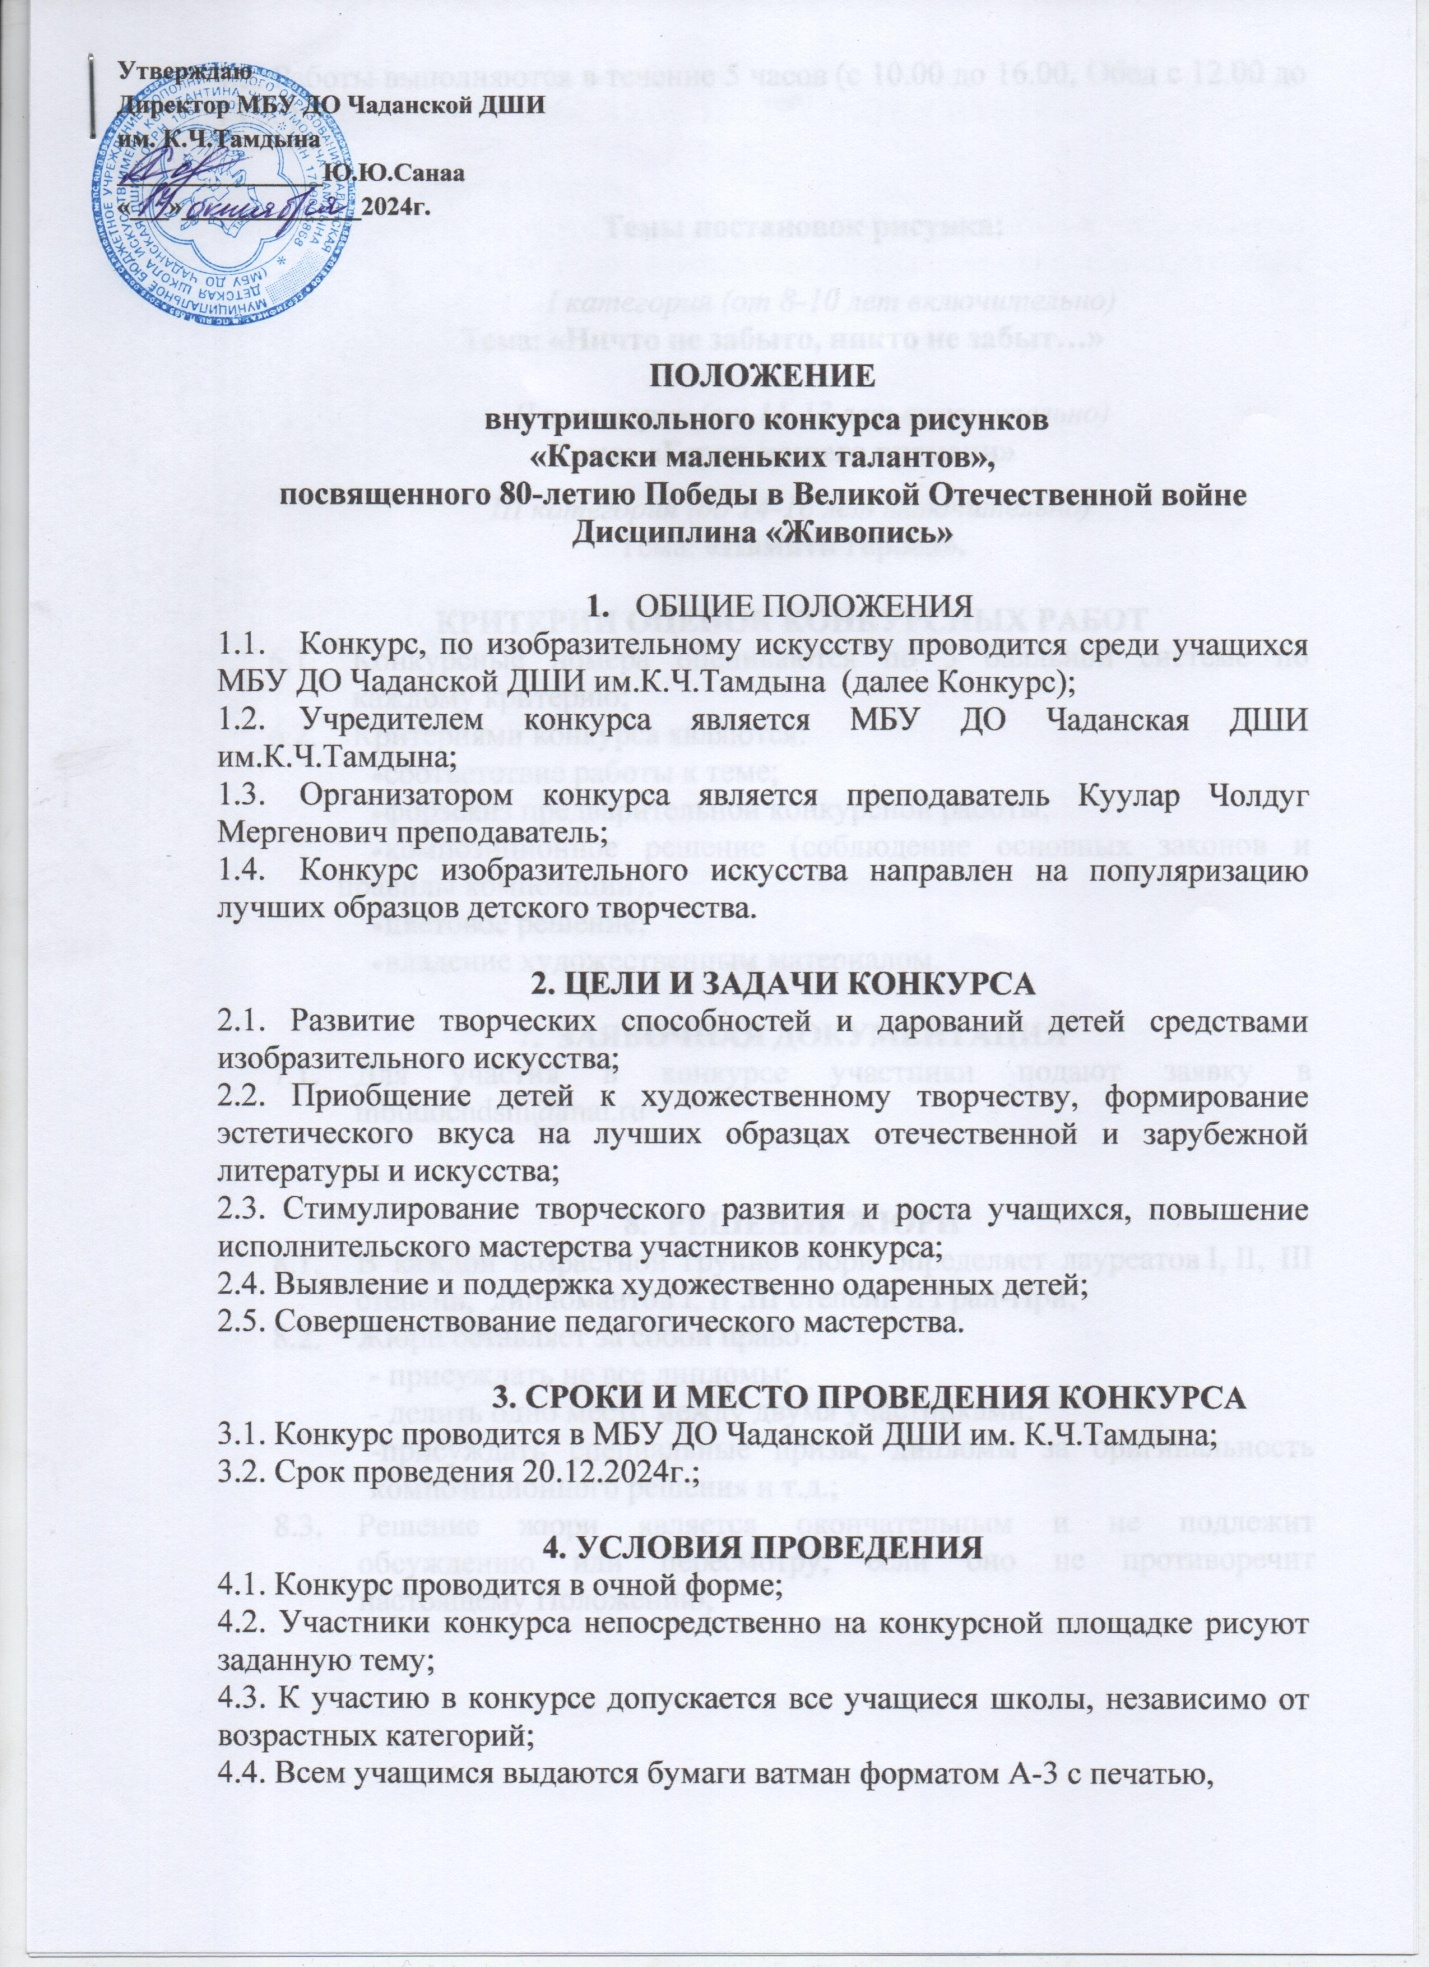 Утверждаю
Директор МБУ ДО Чаданской ДШИ
им. К.Ч.Тамдына
Ю.Ю.Санаа
« » октября 2024г.
ПОЛОЖЕНИЕ
внутришкольного конкурса рисунков
«Краски маленьких талантов»,
посвященного 80-летию Победы в Великой Отечественной войне
Дисциплина «Живопись»
1. ОБЩИЕ ПОЛОЖЕНИЯ
1.1. Конкурс, по изобразительному искусству проводится среди учащихся
МБУ ДО Чаданской ДШИ им.К.Ч.Тамдына (далее Конкурс);
1.2. Учредителем конкурса является МБУ ДО Чаданская ДШИ
им.К.Ч.Тамдына;
1.3. Организатором конкурса является преподаватель Куулар Чолдуг
Мергенович преподаватель;
1.4. Конкурс изобразительного искусства направлен на популяризацию
лучших образцов детского творчества.
2. ЦЕЛИ И ЗАДАЧИ КОНКУРСА
2.1. Развитие творческих способностей и дарований детей средствами
изобразительного искусства;
2.2. Приобщение детей к художественному творчеству, формирование
эстетического вкуса на лучших образцах отечественной и зарубежной
литературы и искусства;
2.3. Стимулирование творческого развития и роста учащихся, повышение
исполнительского мастерства участников конкурса;
2.4. Выявление и поддержка художественно одаренных детей;
2.5. Совершенствование педагогического мастерства.
3. СРОКИ И МЕСТО ПРОВЕДЕНИЯ КОНКУРСА
3.1. Конкурс проводится в МБУ ДО Чаданской ДШИ им. К.Ч.Тамдына;
3.2. Срок проведения 20.12.2024г.;
4. УСЛОВИЯ ПРОВЕДЕНИЯ
4.1. Конкурс проводится в очной форме;
4.2. Участники конкурса непосредственно на конкурсной площадке рисуют
заданную тему;
4.3. К участию в конкурсе допускается все учащиеся школы, независимо от
возрастных категорий;
4.4. Всем учащимся выдаются бумаги ватман форматом А-3 с печатью,